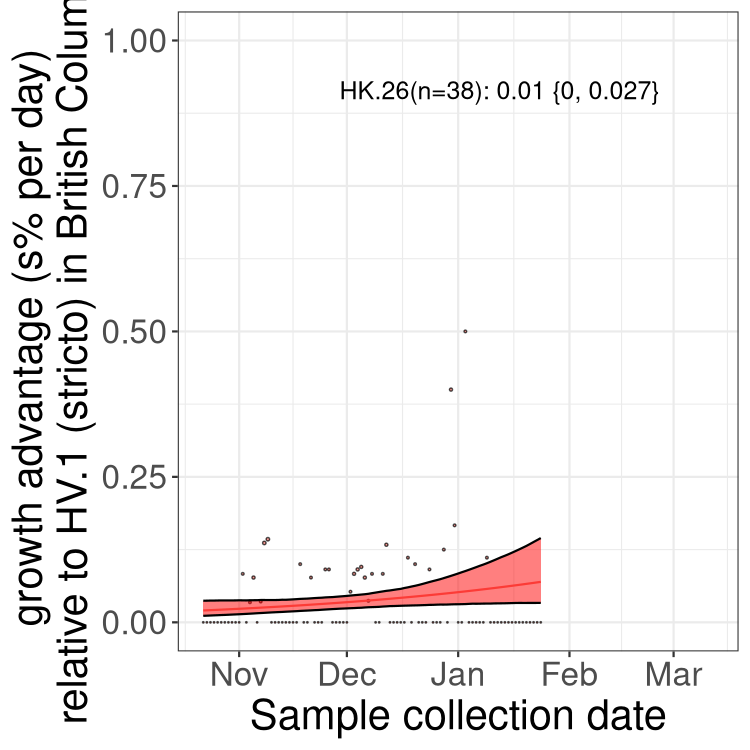 growth advantage (s% per day)
relative to HV.1 (stricto) in British Colum
1.00
0.75
0.50
0.25
0.00
HK.26(n=38): 0.01 {0, 0.027}
Nov Dec Jan Feb Mar
Sample collection date